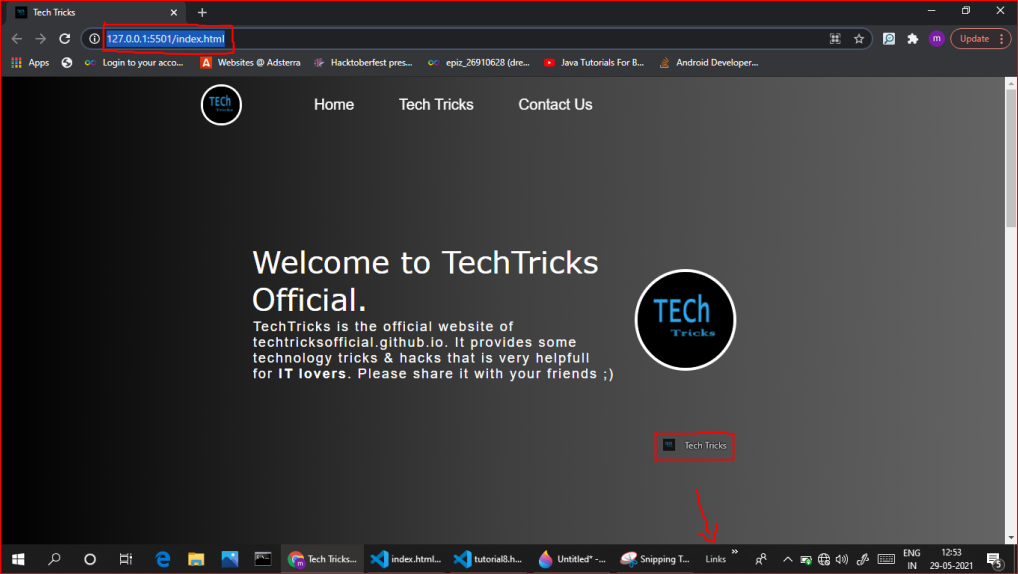 Tech Tricks
127.0.0.1:5501/index.html
m
Update
Apps
Login to your acco...
Websites @ Adsterra
Hacktoberfest pres...
epiz_26910628 (dre...
Java Tutorials For B...
Android Developer...
TECh
Tricks
Home
Tech Tricks
Contact Us
Welcome to TechTricks
Official.
TechTricks is the official website of
techtricksofficial.github.io. It provides some
technology tricks & hacks that is very helpfull
for IT lovers. Please share it with your friends ;)
TECh
Tricks
Tech Tricks
Tech Tricks...
index.html...
tutorial8.h...
Untitled* -...
Snipping T...
Links
ENG
IN
12:53
29-05-2021
5